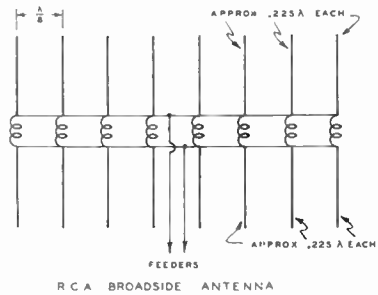 λ
8
APPROX .225λ EACH
APPROX .225λ EACH
FEEDERS
RCA BROADSIDE ANTENNA